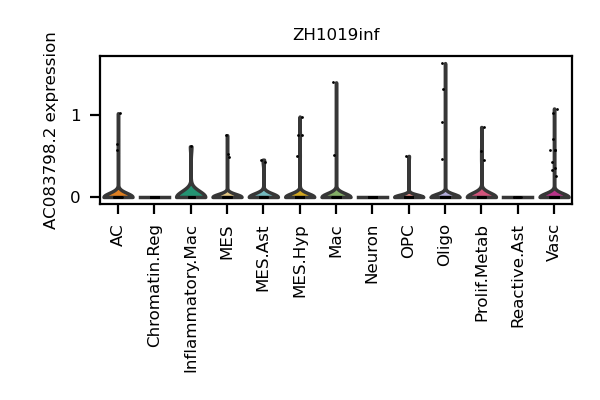 ZH1019inf
AC083798.2 expression
1
0
AC
Chromatin.Reg
Inflammatory.Mac
MES
MES.Ast
MES.Hyp
Mac
Neuron
OPC
Oligo
Prolif.Metab
Reactive.Ast
Vasc